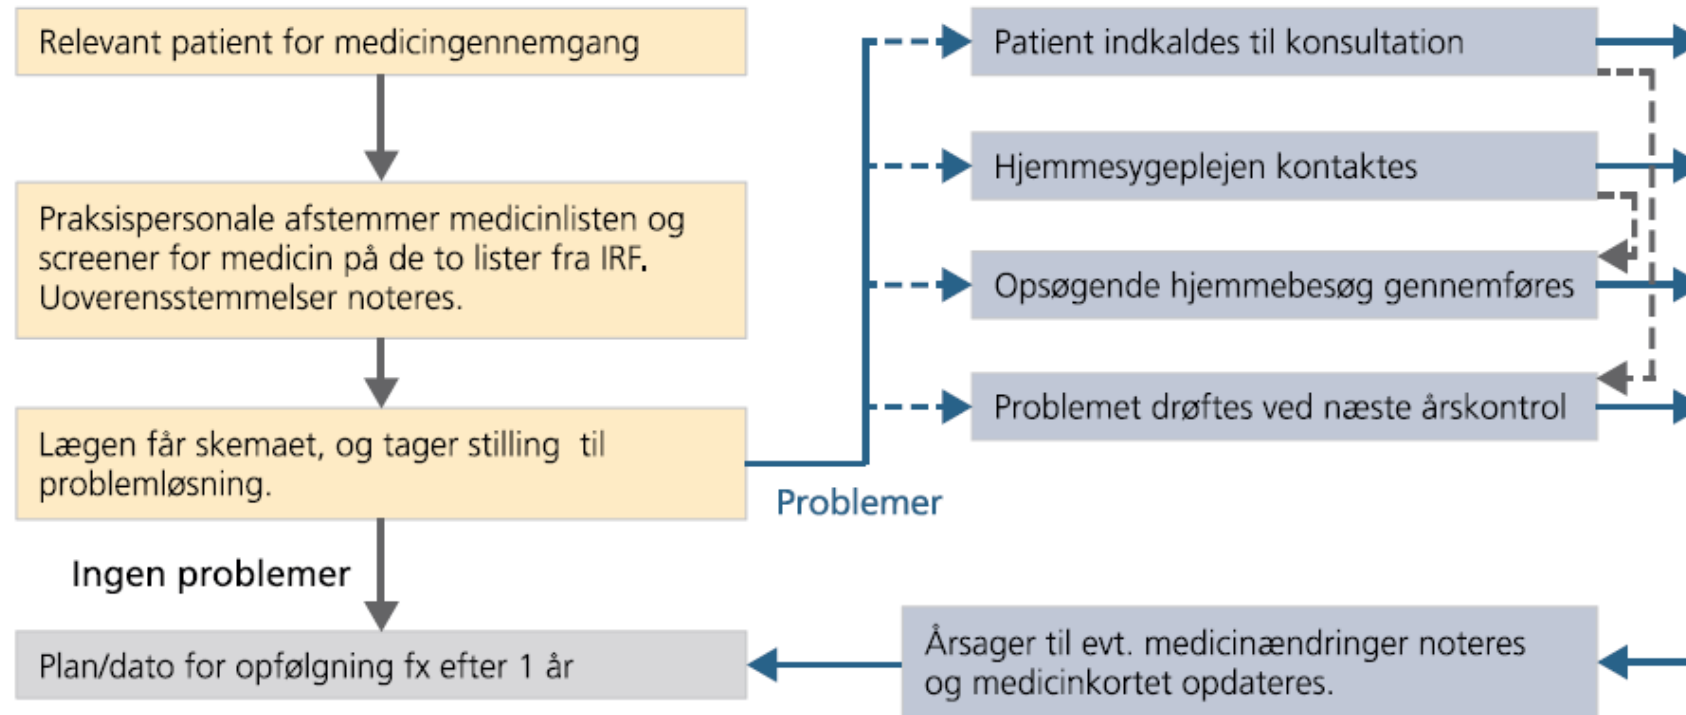 Relevant patient for medicingennemgang
Praksispersonale afstemmer medicinlisten og
screener for medicin på de to lister fra IRF.
Uoverensstemmelser noteres.
Lægen får skemaet, og tager stilling til
problemløsning.
Problemer
Patient indkaldes til konsultation
Hjemmesygeplejen kontaktes
Opsøgende hjemmebesøg gennemføres
Problemet drøftes ved næste årskontrol
Ingen problemer
Plan/dato for opfølgning fx efter 1 år
Årsager til evt. medicinændringer noteres
og medicinkortet opdateres.